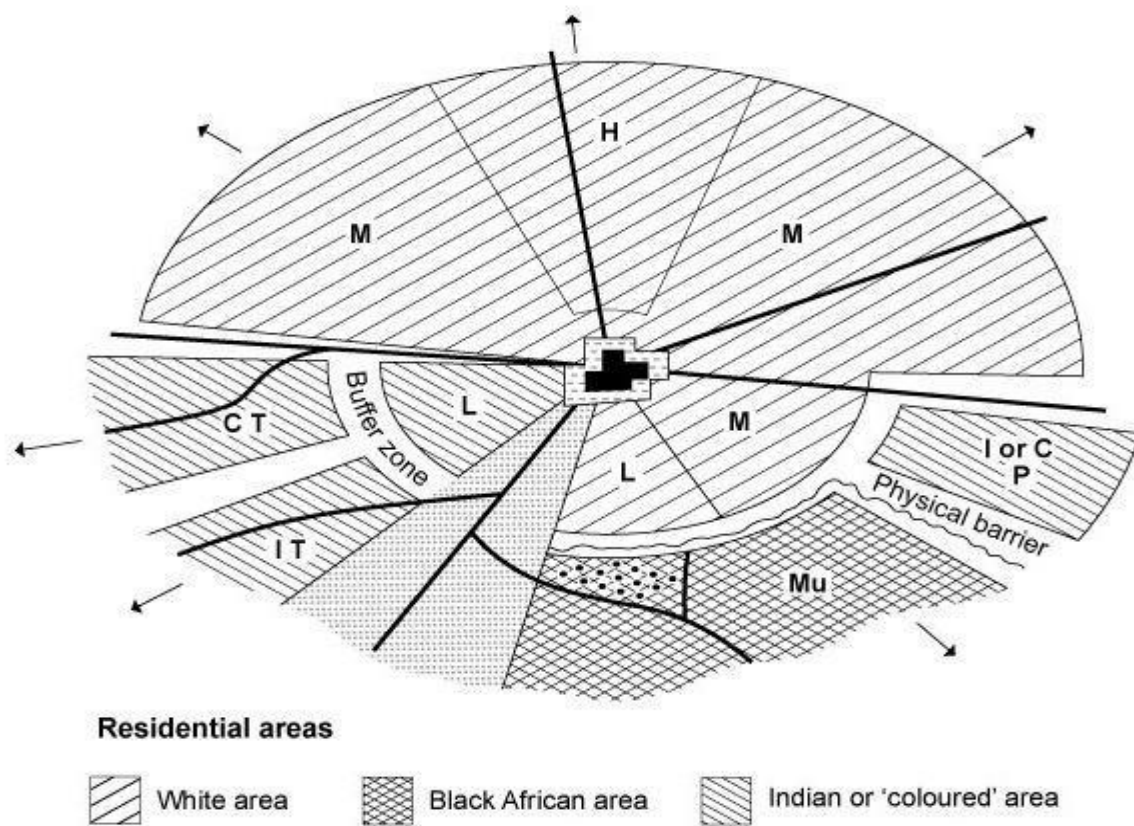 H
M
M
Buffer zone
L
C T
M
I or C
P
L
Physical barrier
I T
Mu
Residential areas
White area
Black African area
Indian or ‘coloured’ area